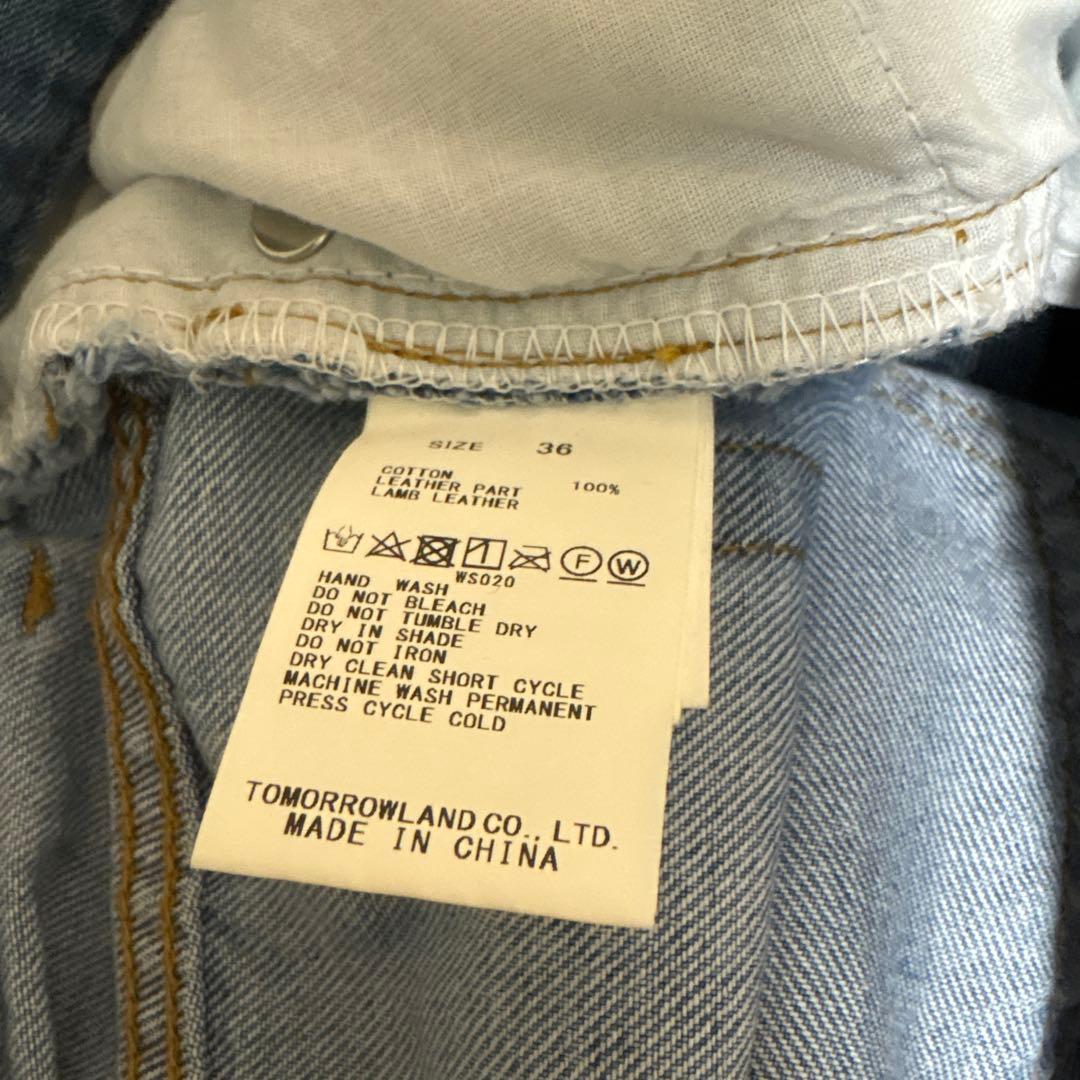 SIZE 36
COTTON 100%
LEATHER PART
LAMB LEATHER
F W
WS020
HAND WASH
DO NOT BLEACH
DO NOT TUMBLE DRY
DRY IN SHADE
DO NOT IRON
DRY CLEAN SHORT CYCLE
MACHINE WASH PERMANENT
PRESS CYCLE COLD
TOMORROWLAND CO., LTD.
MADE IN CHINA